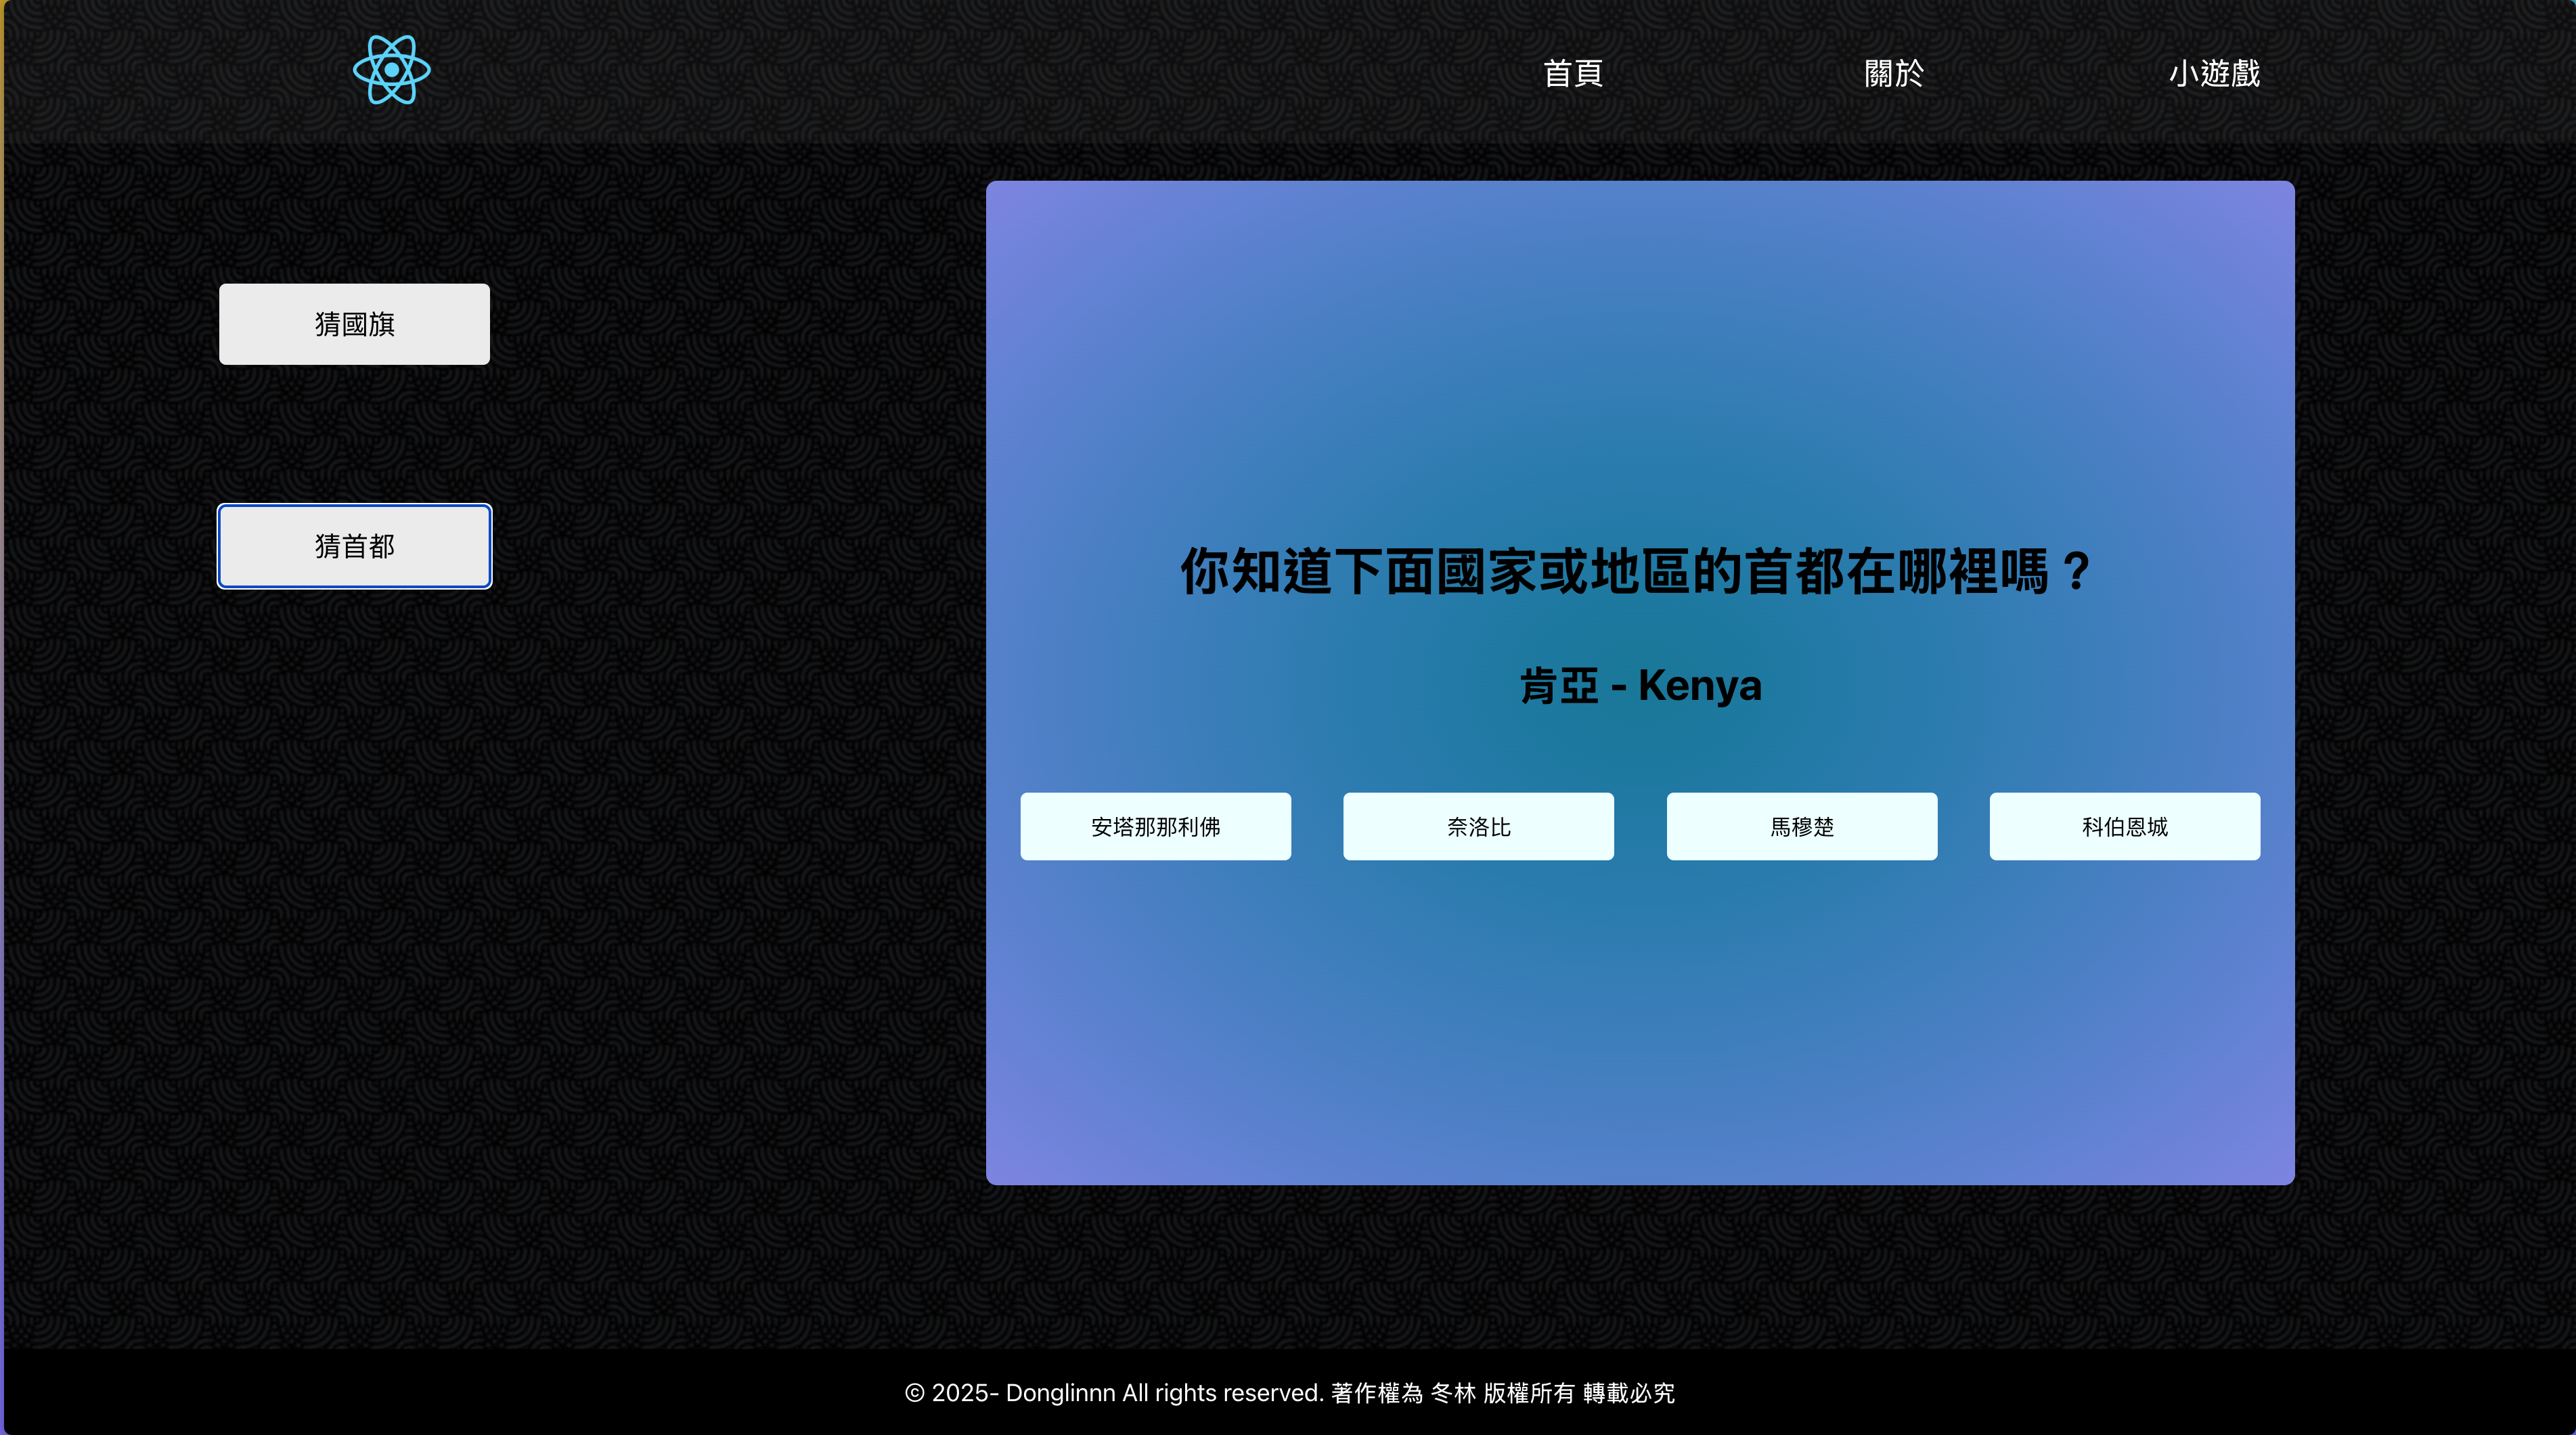 首頁
關於
小遊戲
猜國旗
猜首都
你知道下面國家或地區的首都在哪裡嗎？
肯亞 - Kenya
安塔那那利佛
奈洛比
馬穆楚
科伯恩城
© 2025- Donglinnn All rights reserved. 著作權為 冬林 版權所有 轉載必究